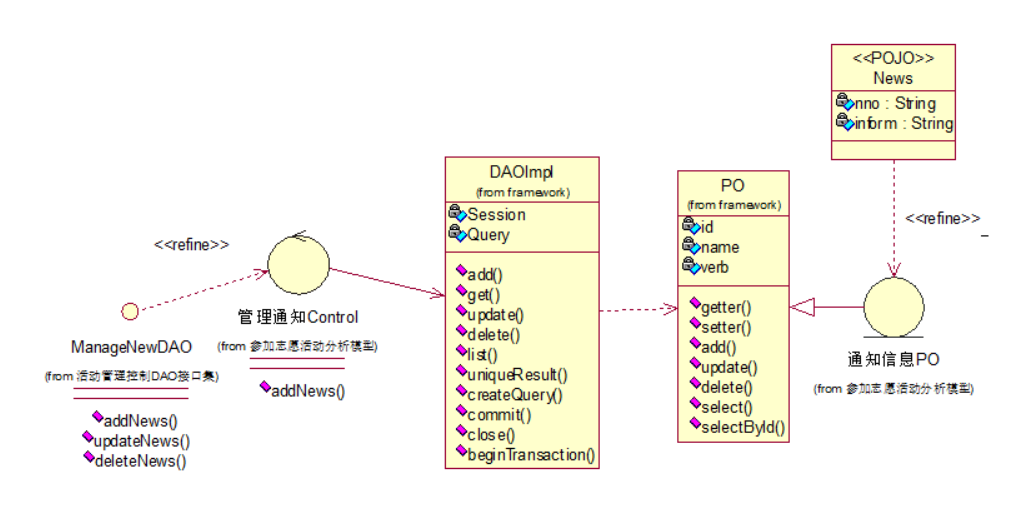 <<POJO>>
News
nno : String
inform : String
<<refine>>
DAOImpl
(from framework)
Session
Query
add()
get()
update()
delete()
list()
uniqueResult()
createQuery()
commit()
close()
beginTransaction()
PO
(from framework)
id
name
verb
getter()
setter()
add()
update()
delete()
select()
selectById()
<<refine>>
管理通知Control
(from 参加志愿活动分析模型)
addNews()
ManageNewDAO
(from 活动管理控制DAO接口集)
addNews()
updateNews()
deleteNews()
通知信息PO
(from 参加志愿活动分析模型)